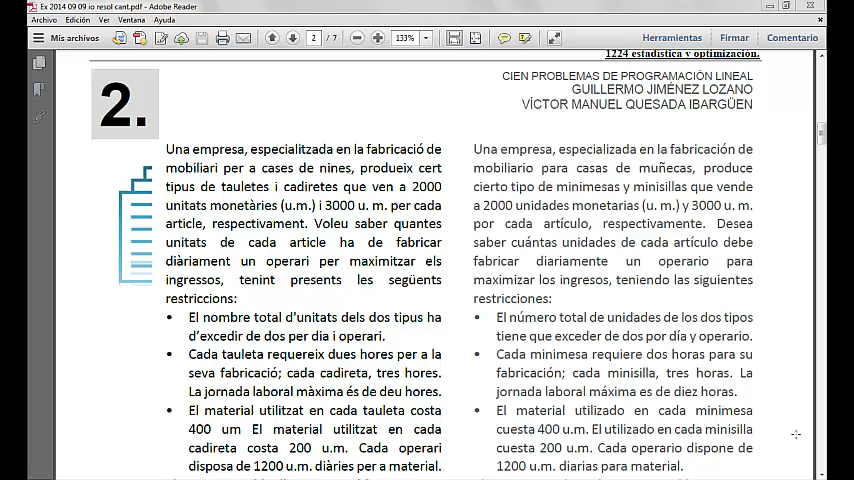 Ex 2014 09 09 io resol cant.pdf - Adobe Reader
Archivo Edición Ver Ventana Ayuda
Mis archivos 2 / 7 133% Herramientas Firmar Comentario
1224 estadística y optimización.
CIEN PROBLEMAS DE PROGRAMACIÓN LINEAL
GUILLERMO JIMÉNEZ LOZANO
VÍCTOR MANUEL QUESADA IBARGÜEN
2.
Una empresa, especialitzada en la fabricació de
mobiliari per a cases de nines, produeix cert
tipus de tauletes i cadiretes que ven a 2000
unitats monetàries (u.m.) i 3000 u. m. per cada
article, respectivament. Voleu saber quantes
unitats de cada article ha de fabricar
diàriament un operari per maximitzar els
ingressos, tenint presents les següents
restriccions:
• El nombre total d'unitats dels dos tipus ha
d’excedir de dos per dia i operari.
• Cada tauleta requereix dues hores per a la
seva fabricació; cada cadireta, tres hores.
La jornada laboral màxima és de deu hores.
• El material utilitzat en cada tauleta costa
400 um El material utilitzat en cada
cadireta costa 200 u.m. Cada operari
disposa de 1200 u.m. diàries per a material.
Una empresa, especializada en la fabricación de
mobiliario para casas de muñecas, produce
cierto tipo de minimesas y minisillas que vende
a 2000 unidades monetarias (u. m.) y 3000 u. m.
por cada artículo, respectivamente. Desea
saber cuántas unidades de cada artículo debe
fabricar diariamente un operario para
maximizar los ingresos, teniendo las siguientes
restricciones:
• El número total de unidades de los dos tipos
tiene que exceder de dos por día y operario.
• Cada minimesa requiere dos horas para su
fabricación; cada minisilla, tres horas. La
jornada laboral máxima es de diez horas.
• El material utilizado en cada minimesa
cuesta 400 u.m. El utilizado en cada minisilla
cuesta 200 u.m. Cada operario dispone de
1200 u.m. diarias para material.